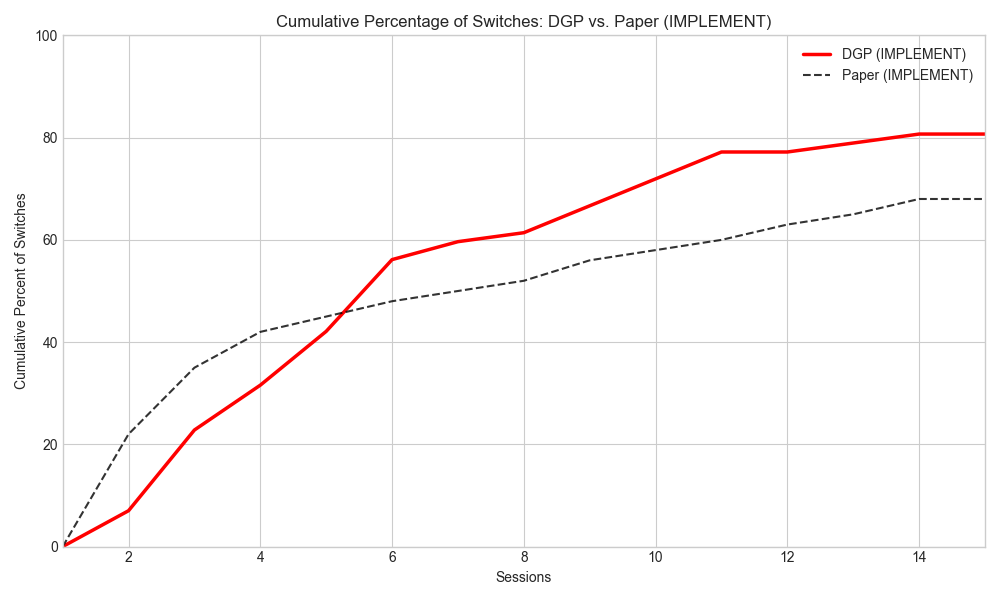 Cumulative Percentage of Switches: DGP vs. Paper (IMPLEMENT)
DGP (IMPLEMENT)
Paper (IMPLEMENT)
Cumulative Percent of Switches
100
80
60
40
20
0
2 4 6 8 10 12 14
Sessions